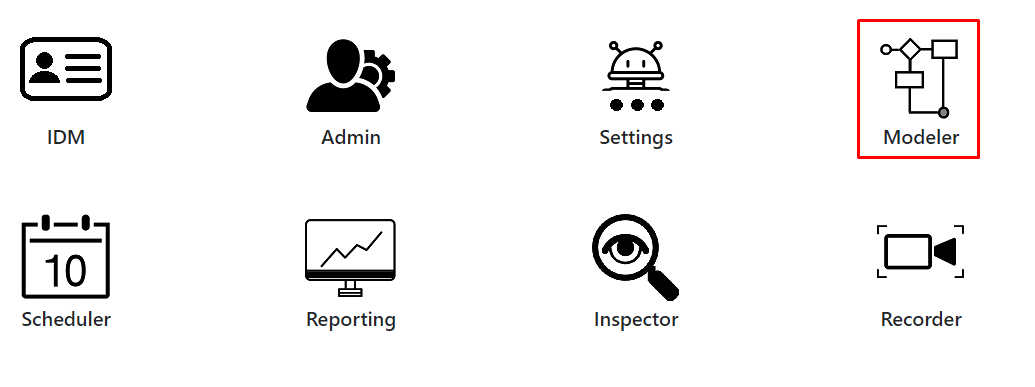 IDM
Admin
Settings
Modeler
10
Scheduler
Reporting
Inspector
Recorder